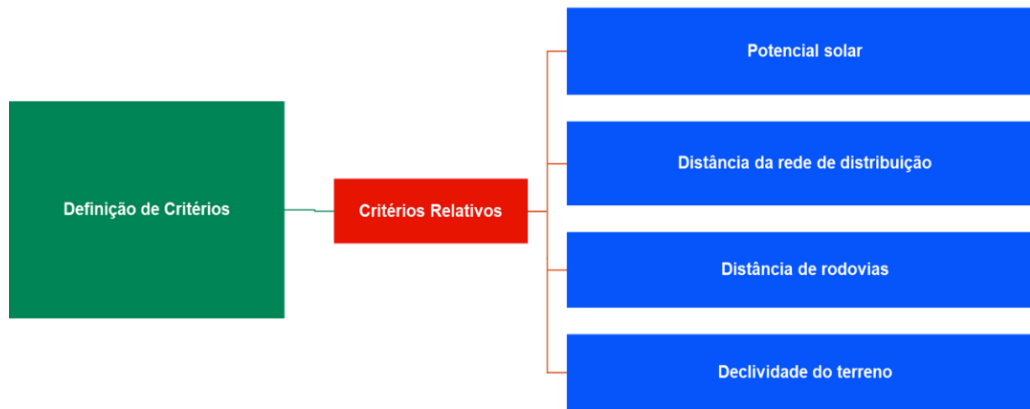 Potencial solar
Distância da rede de distribuição
Definição de Critérios
Critérios Relativos
Distância de rodovias
Declividade do terreno